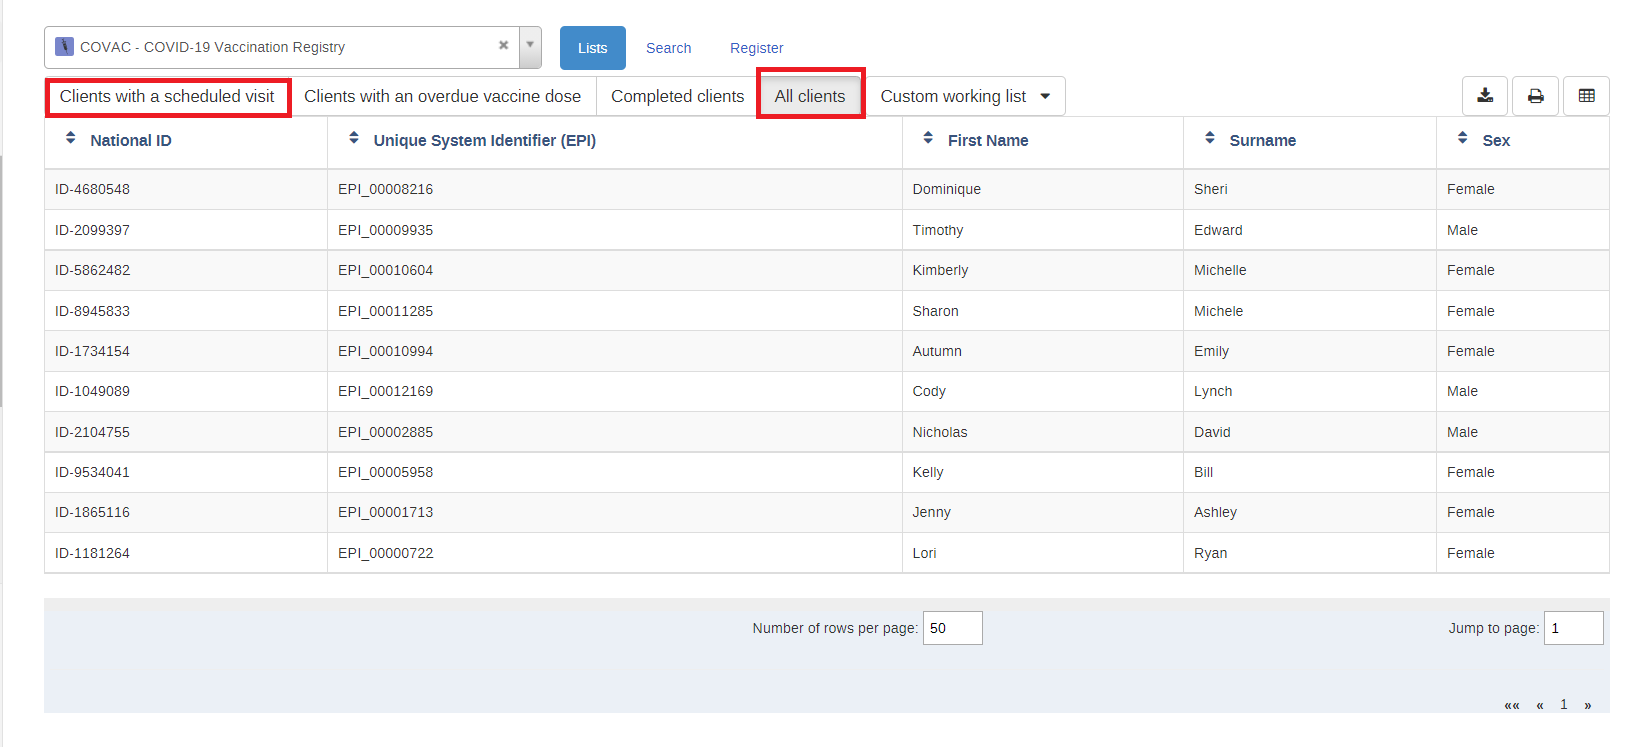 COVAC - COVID-19 Vaccination Registry Lists Search Register
Clients with a scheduled visit Clients with an overdue vaccine dose Completed clients All clients Custom working list
National ID Unique System Identifier (EPI) First Name Surname Sex
ID-4680548 EPI_00008216 Dominique Sheri Female
ID-2099397 EPI_00009935 Timothy Edward Male
ID-5862482 EPI_00010604 Kimberly Michelle Female
ID-8945833 EPI_00011285 Sharon Michele Female
ID-1734154 EPI_00010994 Autumn Emily Female
ID-1049089 EPI_00012169 Cody Lynch Male
ID-2104755 EPI_00002885 Nicholas David Male
ID-9534041 EPI_00005958 Kelly Bill Female
ID-1865116 EPI_00001713 Jenny Ashley Female
ID-1181264 EPI_00000722 Lori Ryan Female
Number of rows per page: 50 Jump to page: 1
«« « 1 »